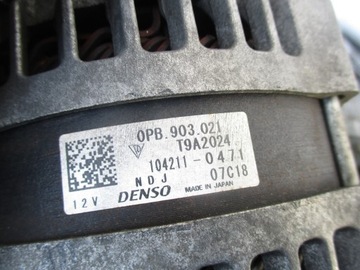 0PB.903.021
T9A2024
104211-0471
NDJ 07C18
12V DENSO MADE IN JAPAN